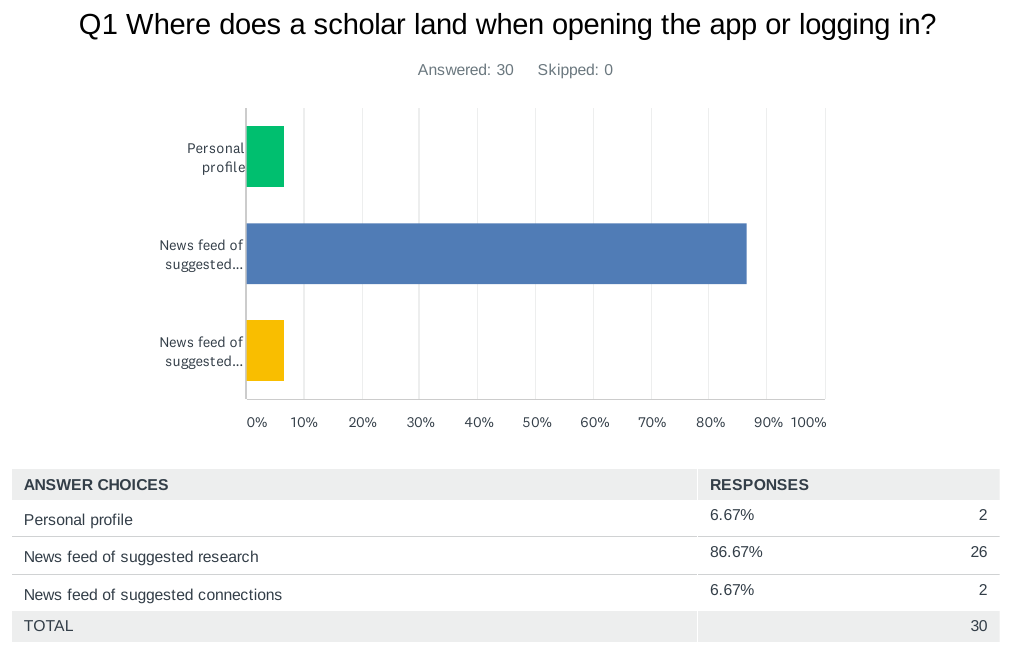 Q1 Where does a scholar land when opening the app or logging in?
Answered: 30 Skipped: 0
Personal
profile
News feed of
suggested...
News feed of
suggested...
0% 10% 20% 30% 40% 50% 60% 70% 80% 90% 100%
ANSWER CHOICES RESPONSES
Personal profile 6.67% 2
News feed of suggested research 86.67% 26
News feed of suggested connections 6.67% 2
TOTAL 30